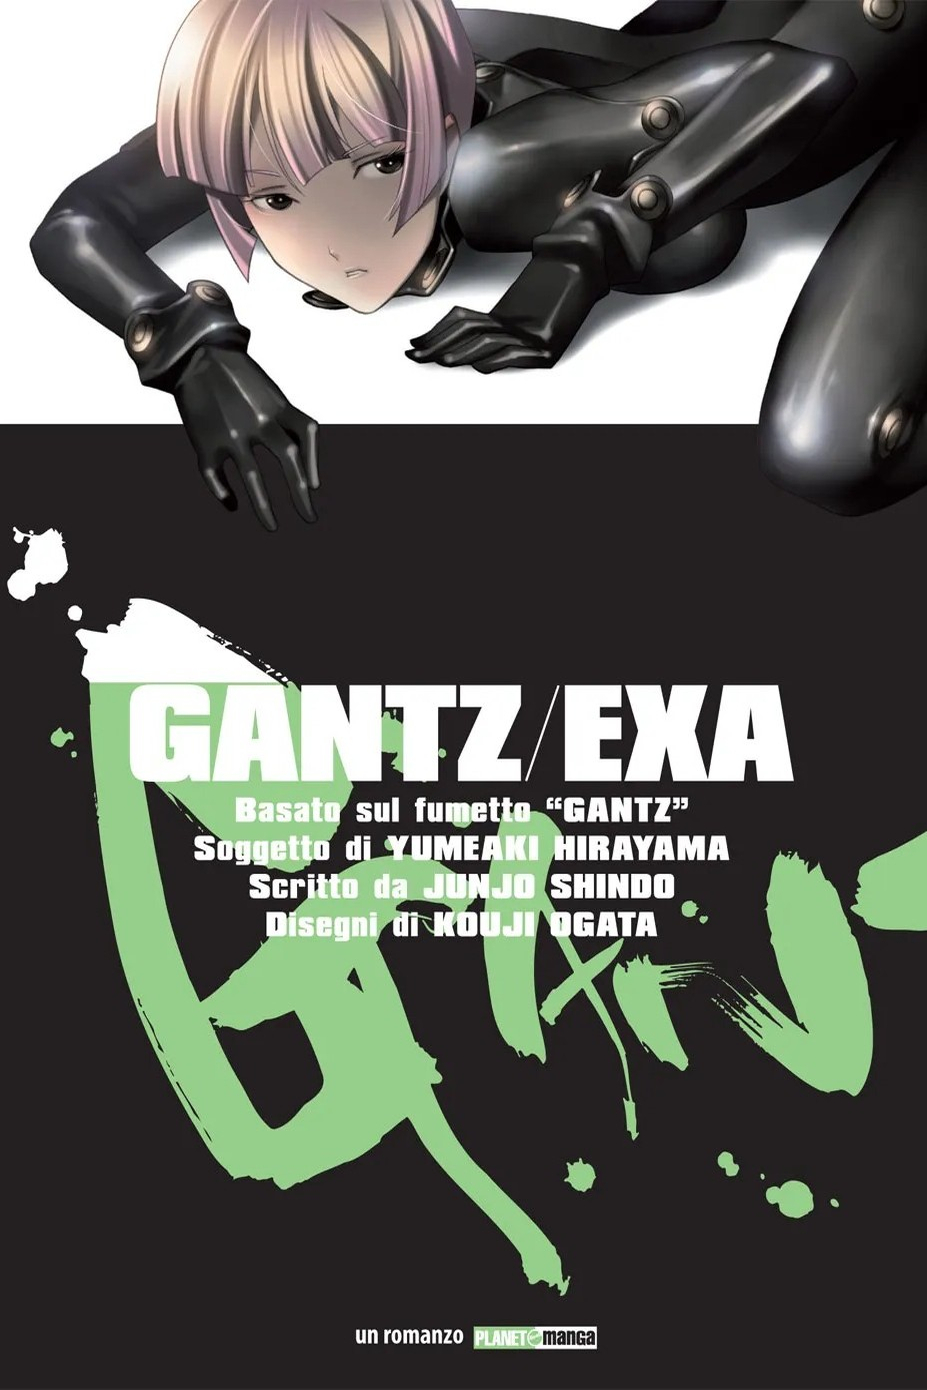 GANTZ/EXA
Basato sul fumetto “GANTZ”
Soggetto di YUMEAKI HIRAYAMA
Scritto da JUNJO SHINDO
Disegni di KOUJI OGATA
GANTZ
un romanzo PLANET manga